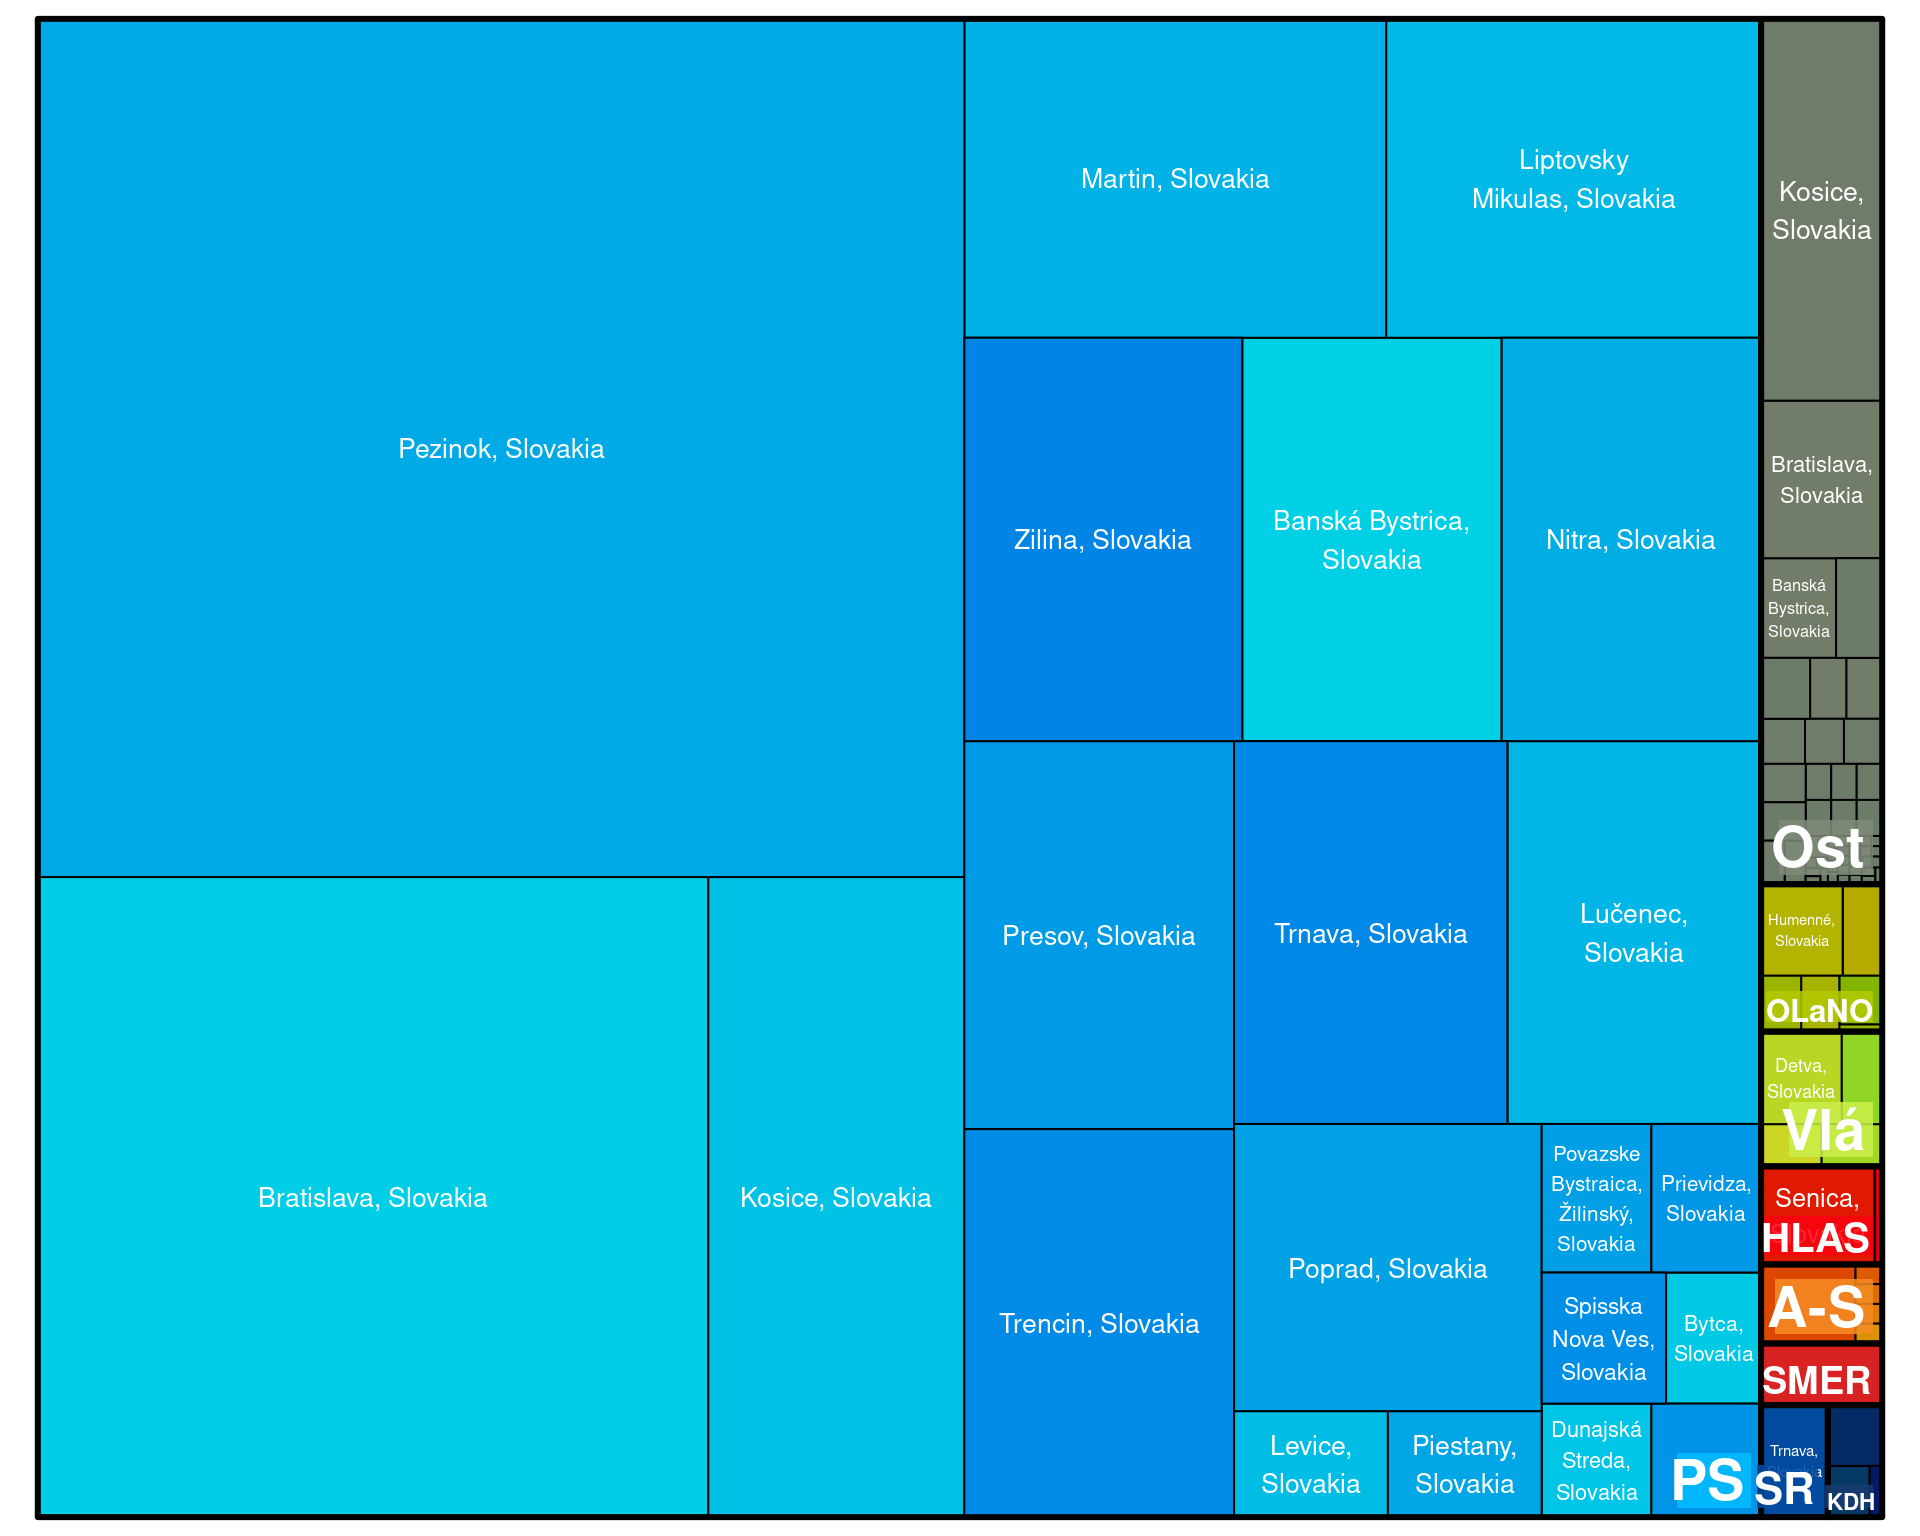 Pezinok, Slovakia
Martin, Slovakia
Liptovsky
Mikulas, Slovakia
Zilina, Slovakia
Banská Bystrica,
Slovakia
Nitra, Slovakia
Bratislava, Slovakia
Kosice, Slovakia
Presov, Slovakia
Trnava, Slovakia
Lučenec,
Slovakia
Trencin, Slovakia
Poprad, Slovakia
Povazske
Bystraica,
Žilinský,
Slovakia
Prievidza,
Slovakia
Spisska
Nova Ves,
Slovakia
Bytca,
Slovakia
Levice,
Slovakia
Piestany,
Slovakia
Dunajská
Streda,
Slovakia
PS
Kosice,
Slovakia
Bratislava,
Slovakia
Banská
Bystrica,
Slovakia
Ost
Humenné,
Slovakia
OLaNO
Detva,
Slovakia
Vlá
Senica,
Slovakia
HLAS
A-S
SMER
Trnava,
Slovakia
SR
KDH